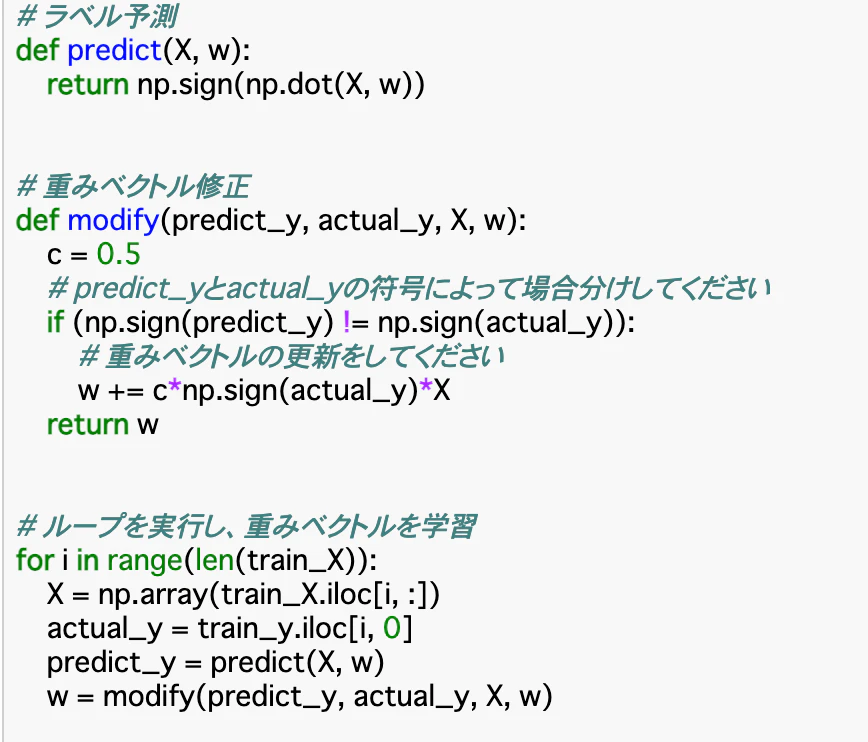 # ラベル予測
def predict(X, w):
    return np.sign(np.dot(X, w))
# 重みベクトル修正
def modify(predict_y, actual_y, X, w):
    c = 0.5
    # predict_yとactual_yの符号によって場合分けしてください
    if (np.sign(predict_y) != np.sign(actual_y)):
        # 重みベクトルの更新をしてください
        w += c*np.sign(actual_y)*X
    return w
# ループを実行し、重みベクトルを学習
for i in range(len(train_X)):
    X = np.array(train_X.iloc[i, :])
    actual_y = train_y.iloc[i, 0]
    predict_y = predict(X, w)
    w = modify(predict_y, actual_y, X, w)